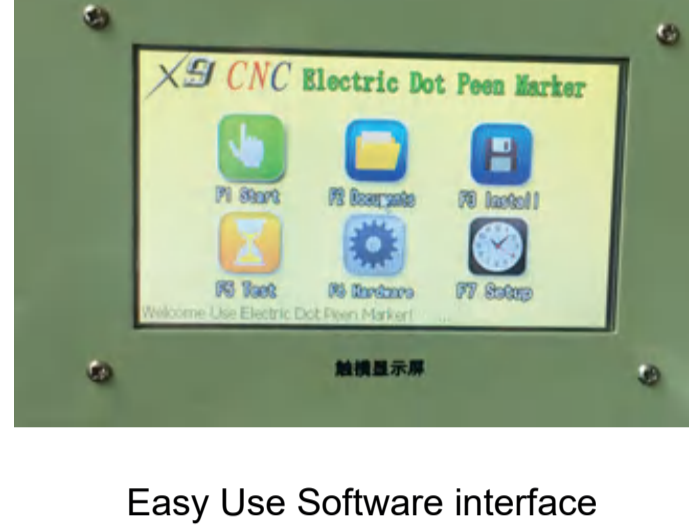 X9 CNC Electric Dot Peen Marker
F1 Start F2 Documents F3 Install
F5 Test F6 Hardware F7 Setup
Welcome Use Electric Dot Peen Marker! ...
触摸显示屏
Easy Use Software interface